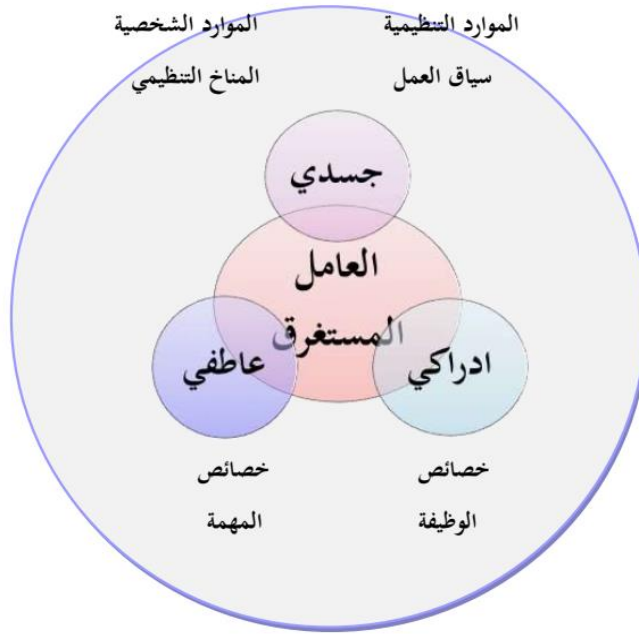 الموارد التنظيمية
سياق العمل
الموارد الشخصية
المناخ التنظيمي
جسدي
العامل
المستغرق
ادراكي
عاطفي
خصائص
الوظيفة
خصائص
المهمة